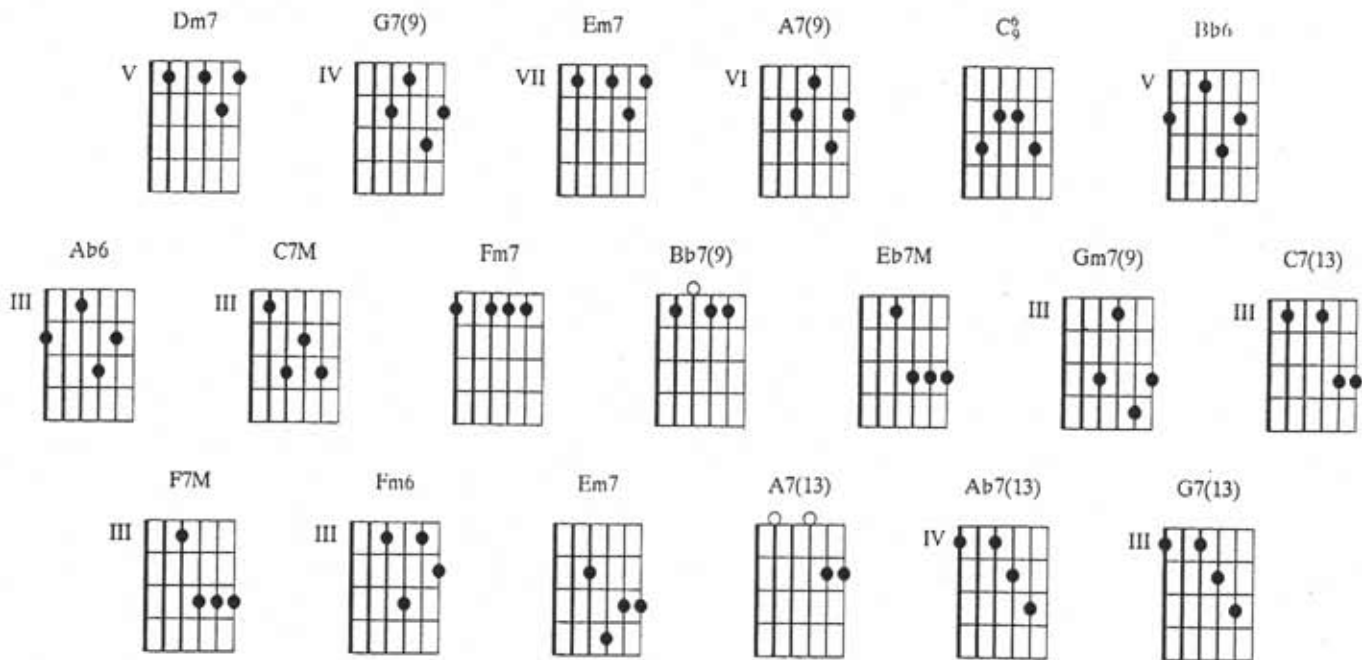 Dm7 G7(9) Em7 A7(9) C6/9 Bb6
V IV VII VI V
Ab6 C7M Fm7 Bb7(9) Eb7M Gm7(9) C7(13)
III III III III
F7M Fm6 Em7 A7(13) Ab7(13) G7(13)
III III IV III